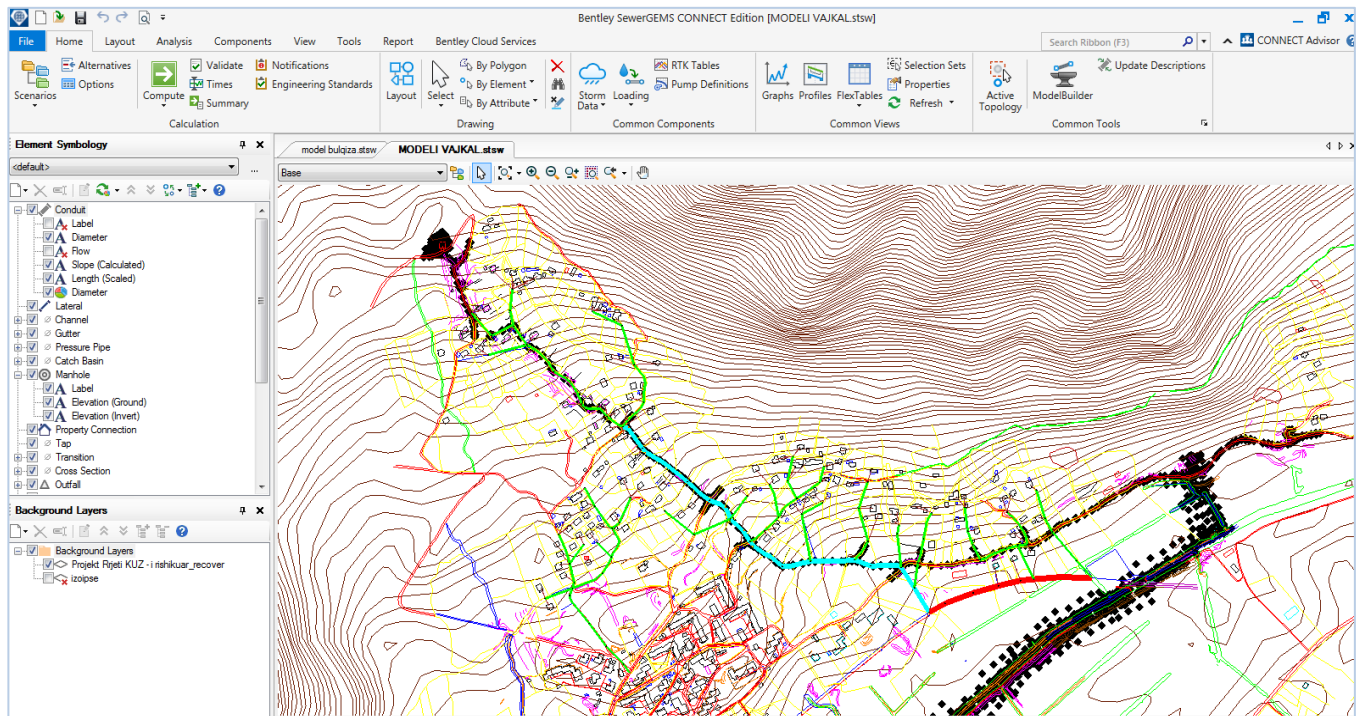 Bentley SewerGEMS CONNECT Edition [MODELI VAJKAL.stsw]
File Home Layout Analysis Components View Tools Report Bentley Cloud Services
Search Ribbon (F3)
CONNECT Advisor
Scenarios
Alternatives
Options
Compute
Validate
Times
Summary
Notifications
Engineering Standards
Calculation
Layout
Select
By Polygon
By Element
By Attribute
Drawing
Storm Data
Loading
RTK Tables
Pump Definitions
Common Components
Graphs
Profiles
FlexTables
Selection Sets
Properties
Refresh
Common Views
Active Topology
ModelBuilder
Update Descriptions
Common Tools
Element Symbology
<default>
...
Conduit
Label
Diameter
Flow
Slope (Calculated)
Length (Scaled)
Diameter
Lateral
Channel
Gutter
Pressure Pipe
Catch Basin
Manhole
Label
Elevation (Ground)
Elevation (Invert)
Property Connection
Tap
Transition
Cross Section
Outfall
Background Layers
Background Layers
Projekt Rrjeti KUZ - i rishikuar_recover
izoipse
model bulqiza.stsw
MODELI VAJKAL.stsw
Base